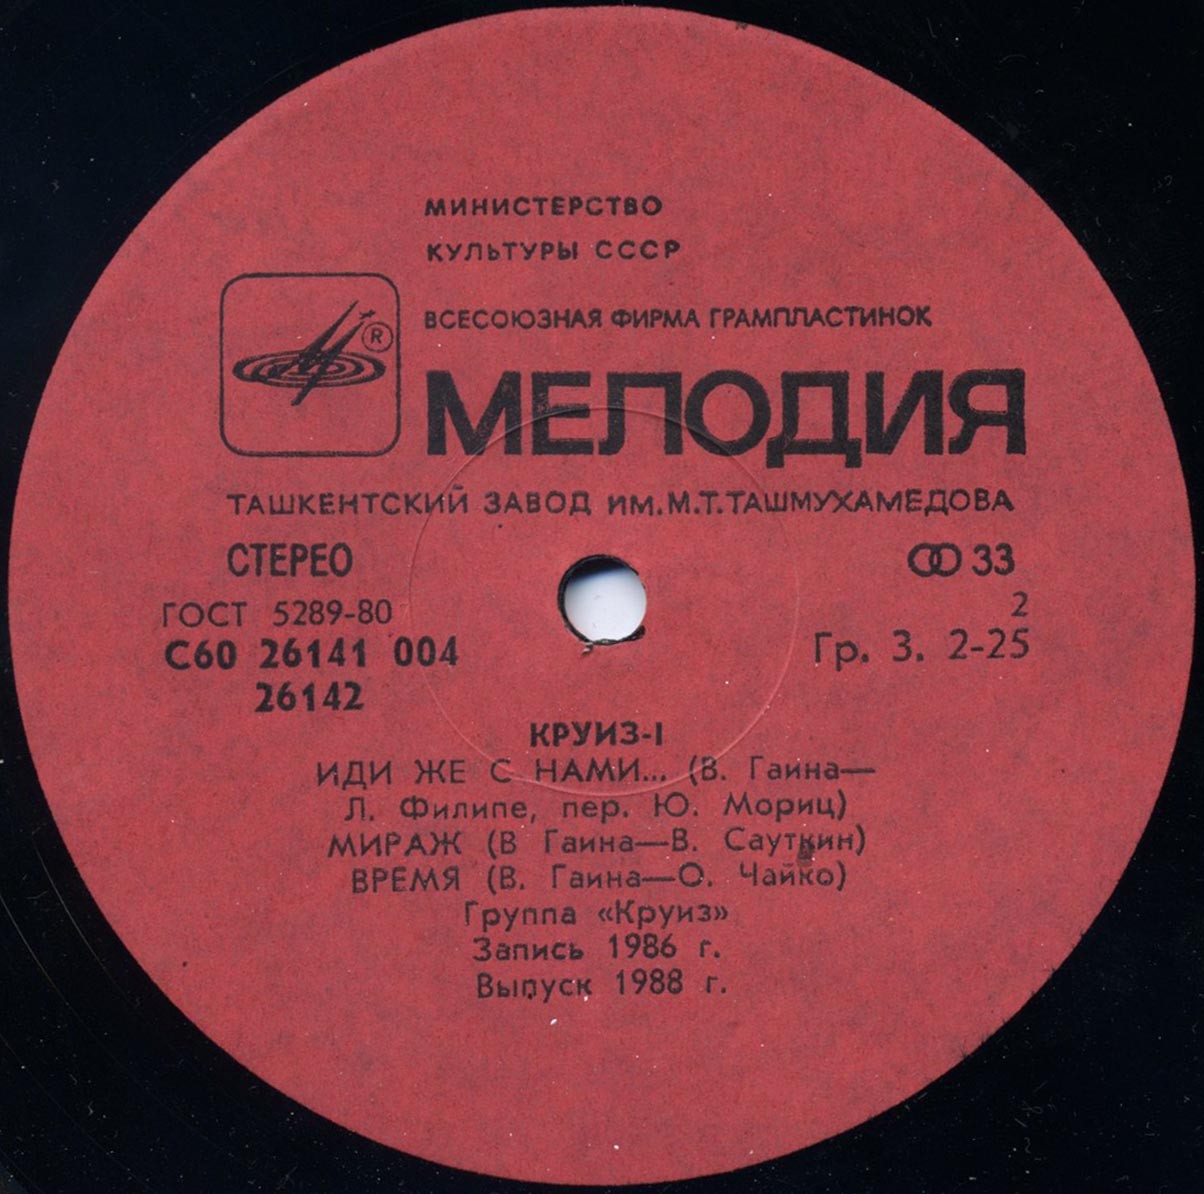 МИНИСТЕРСТВО
КУЛЬТУРЫ СССР
ВСЕСОЮЗНАЯ ФИРМА ГРАМПЛАСТИНОК
®
МЕЛОДИЯ
ТАШКЕНТСКИЙ ЗАВОД ИМ. М.Т. ТАШМУХАМЕДОВА
СТЕРЕО 33
ГОСТ 5289-80 2
С60 26141 004 Гр. 3. 2-25
26142
КРУИЗ-I
ИДИ ЖЕ С НАМИ... (В. Гаина—
Л. Филипе, пер. Ю. Мориц)
МИРАЖ (В Гаина—В. Сауткин)
ВРЕМЯ (В. Гаина—О. Чайко)
Группа «Круиз»
Запись 1986 г.
Выпуск 1988 г.